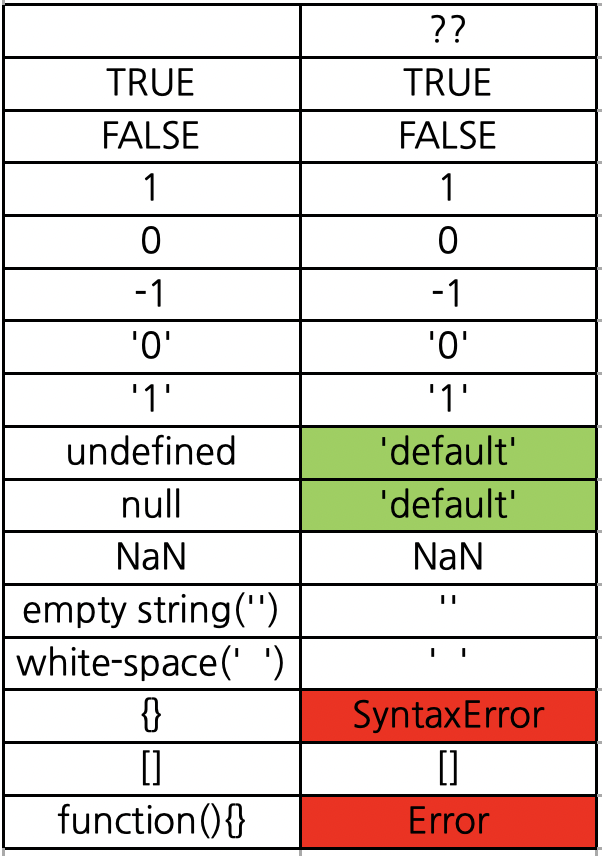 ??
TRUE TRUE
FALSE FALSE
1 1
0 0
-1 -1
'0' '0'
'1' '1'
undefined 'default'
null 'default'
NaN NaN
empty string('') ''
white-space('  ') '  '
{} SyntaxError
[] []
function(){} Error